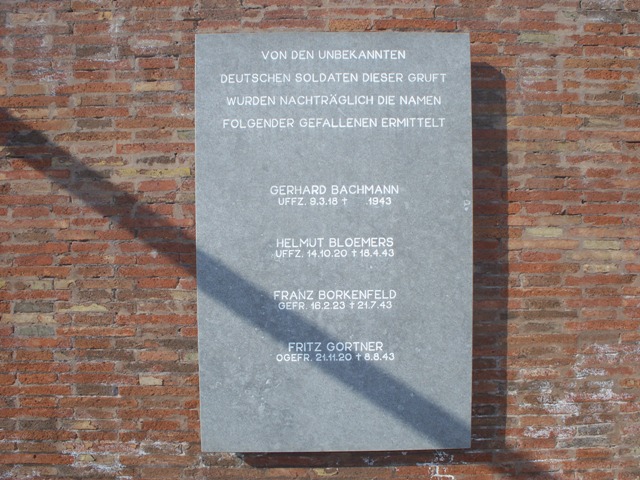 VON DEN UNBEKANNTEN
DEUTSCHEN SOLDATEN DIESER GRUFT
WURDEN NACHTRÄGLICH DIE NAMEN
FOLGENDER GEFALLENEN ERMITTELT
GERHARD BACHMANN
UFFZ. 9.3.18 † .1943
HELMUT BLOEMERS
UFFZ. 14.10.20 † 18.4.43
FRANZ BORKENFELD
GEFR. 16.2.23 † 21.7.43
FRITZ GORTNER
OGEFR. 21.11.20 † 8.8.43